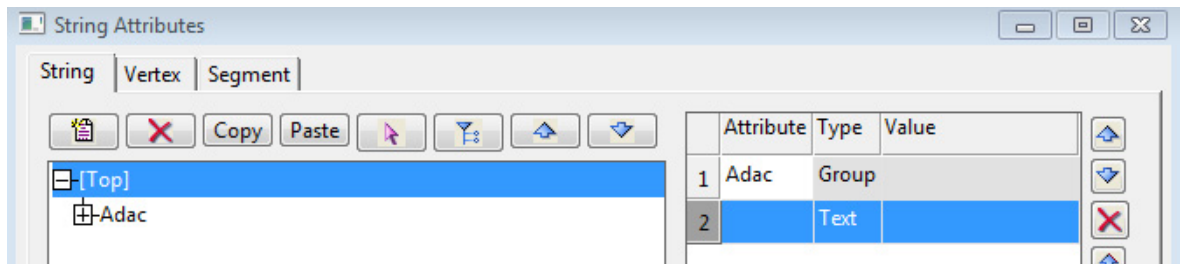 String Attributes
String Vertex Segment
Copy Paste
[Top]
Adac
Attribute Type Value
1 Adac Group
2 Text